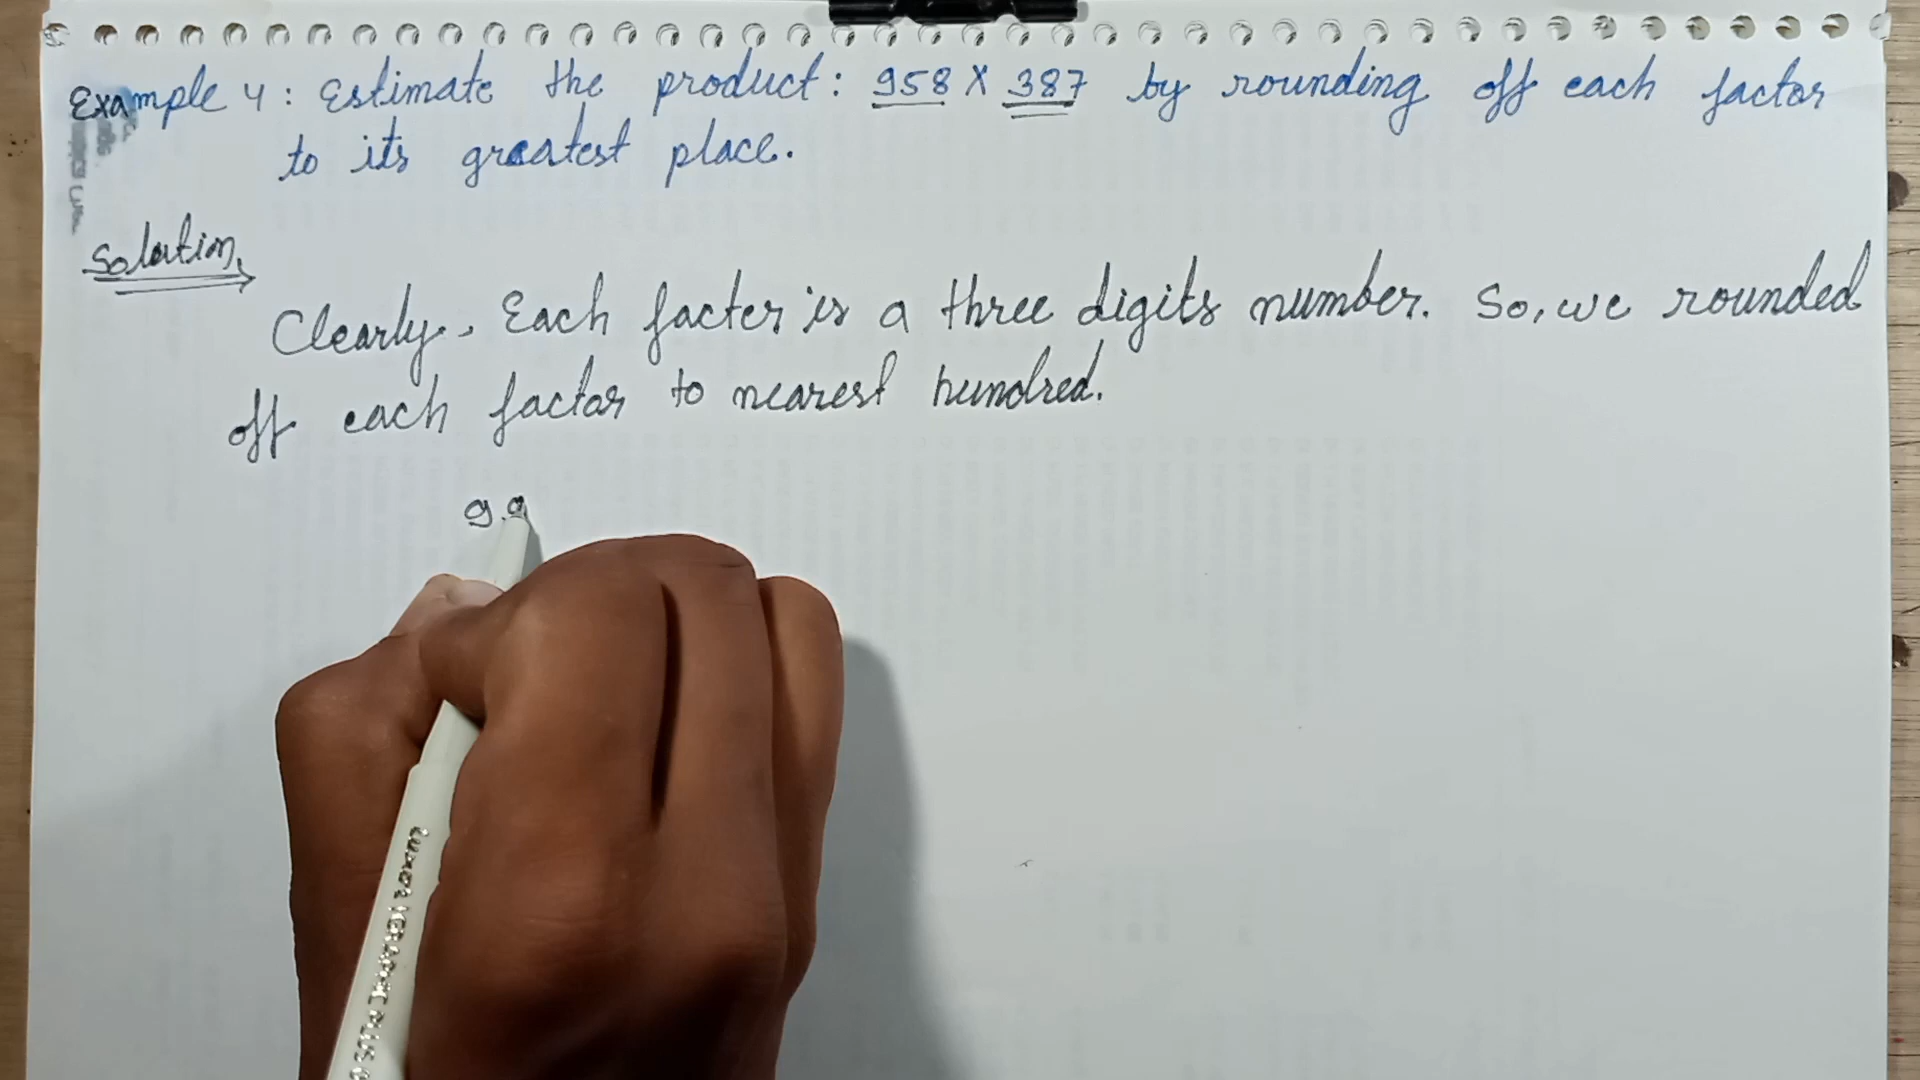 Example 4 : Estimate the product : 958 X 387 by rounding off each factor
to its greatest place.
Solution,
Clearly, Each facter is a three digits number. So, we rounded
off each factor to nearest hundred.
9